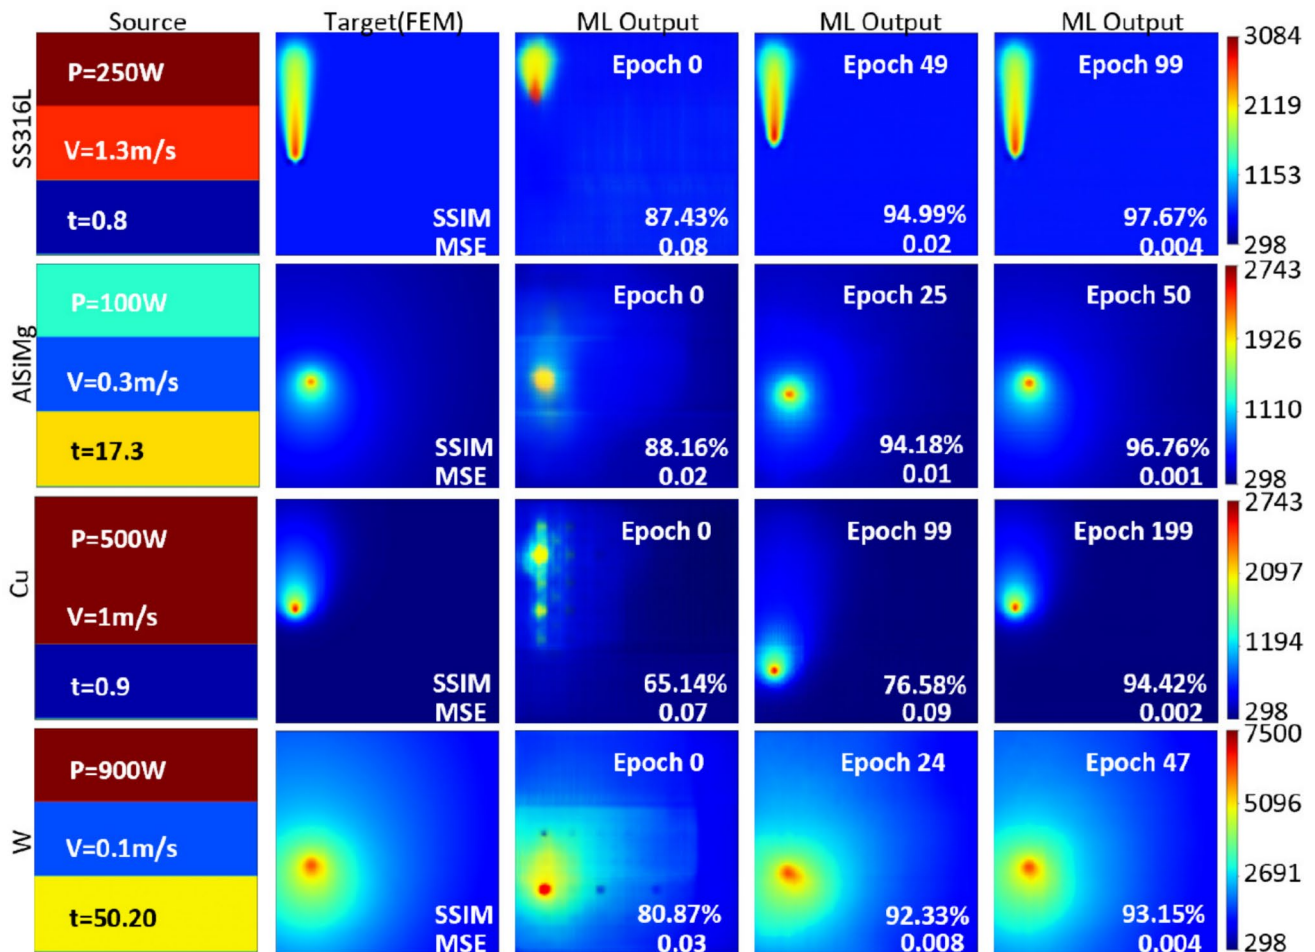 Source Target(FEM) ML Output ML Output ML Output
SS316L
P=250W
V=1.3m/s
t=0.8
SSIM
MSE
Epoch 0
87.43%
0.08
Epoch 49
94.99%
0.02
Epoch 99
97.67%
0.004
3084
2119
1153
298
AlSiMg
P=100W
V=0.3m/s
t=17.3
SSIM
MSE
Epoch 0
88.16%
0.02
Epoch 25
94.18%
0.01
Epoch 50
96.76%
0.001
2743
1926
1110
298
Cu
P=500W
V=1m/s
t=0.9
SSIM
MSE
Epoch 0
65.14%
0.07
Epoch 99
76.58%
0.09
Epoch 199
94.42%
0.002
2743
2097
1194
298
W
P=900W
V=0.1m/s
t=50.20
SSIM
MSE
Epoch 0
80.87%
0.03
Epoch 24
92.33%
0.008
Epoch 47
93.15%
0.004
7500
5096
2691
298